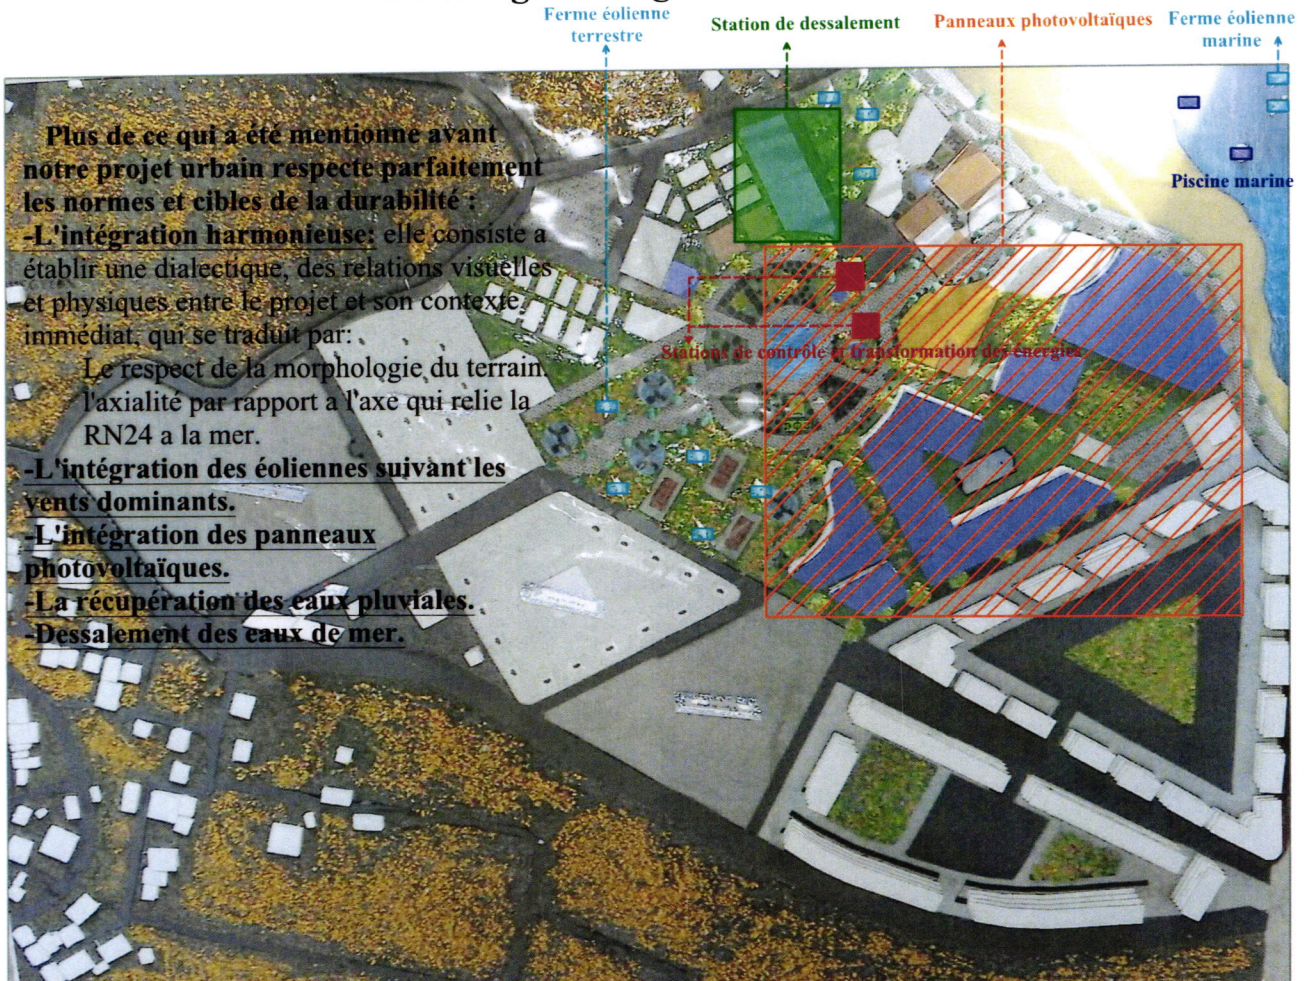 Ferme éolienne
terrestre
Station de dessalement
Panneaux photovoltaïques
Ferme éolienne
marine
Plus de ce qui a été mentionne avant
notre projet urbain respecte parfaitement
les normes et cibles de la durabilité :
-L'intégration harmonieuse: elle consiste a
établir une dialectique, des relations visuelles
et physiques entre le projet et son contexte
immédiat, qui se traduit par:
Le respect de la morphologie du terrain.
l'axialité par rapport a l'axe qui relie la
RN24 a la mer.
-L'intégration des éoliennes suivant les
vents dominants.
-L'intégration des panneaux
photovoltaïques.
-La récupération des eaux pluviales.
-Dessalement des eaux de mer.
Piscine marine
Stations de contrôle et transformation des énergies